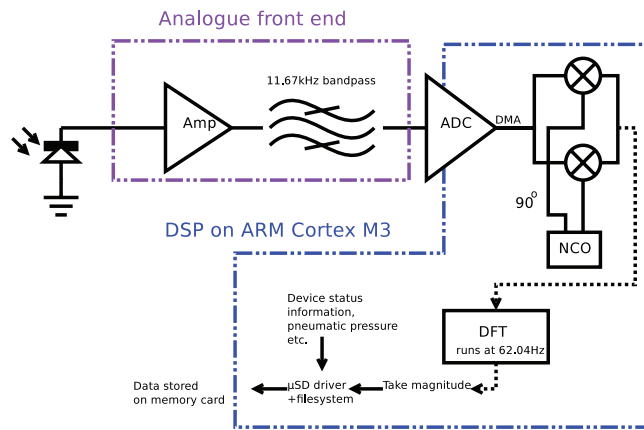 Analogue front end
11.67kHz bandpass
Amp
ADC
DMA
90°
NCO
DSP on ARM Cortex M3
DFT
runs at 62.04Hz
Device status
information,
pneumatic pressure
etc.
Take magnitude
µSD driver
+filesystem
Data stored
on memory card